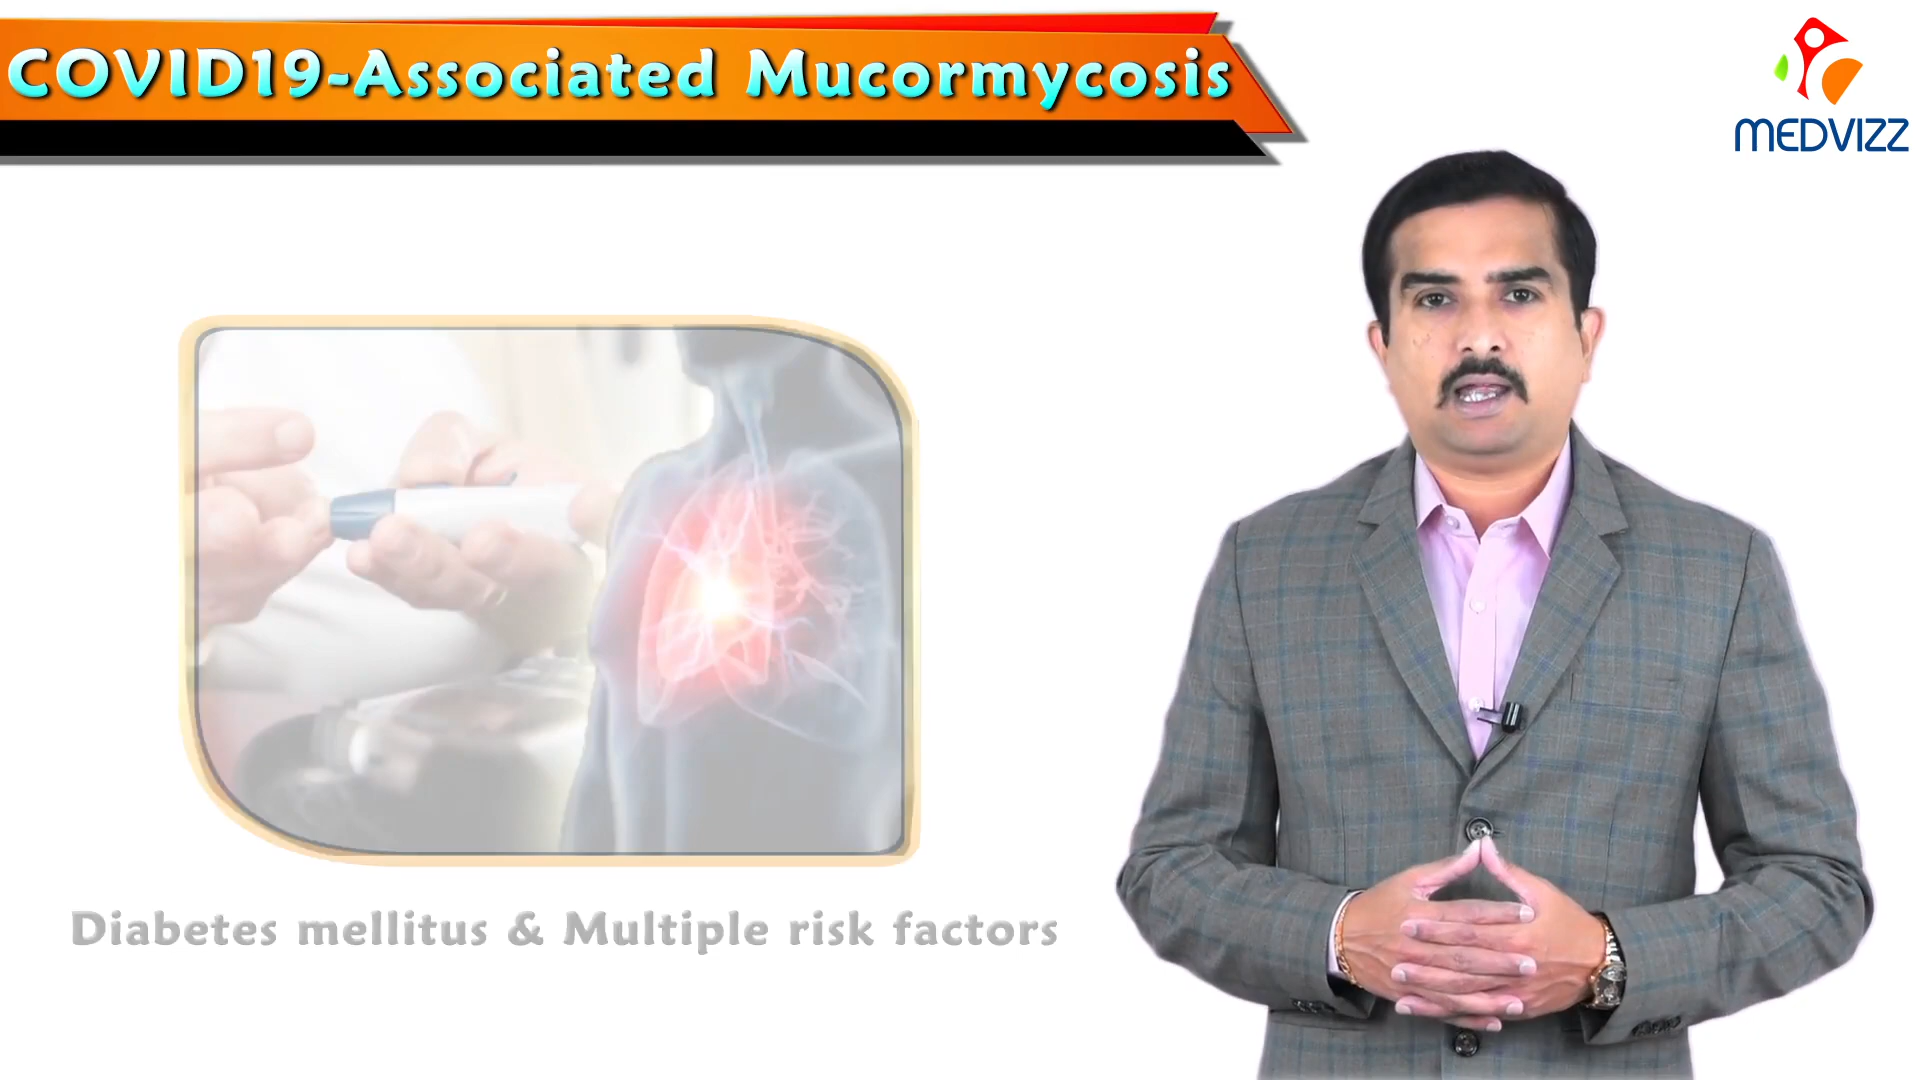 COVID19-Associated Mucormycosis
MEDVIZZ
Diabetes mellitus & Multiple risk factors